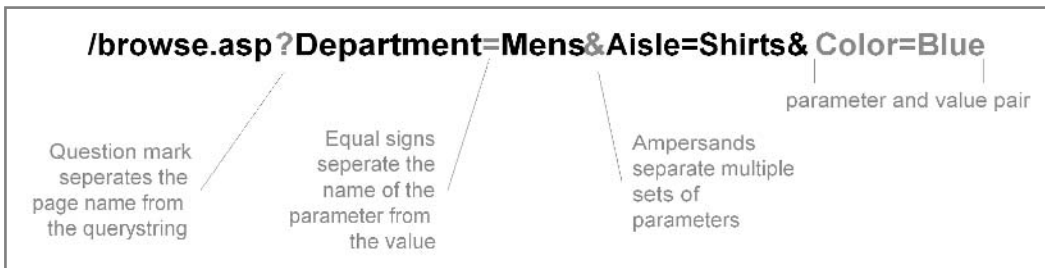 /browse.asp?Department=Mens&Aisle=Shirts& Color=Blue
parameter and value pair
Question mark
seperates the
page name from
the querystring
Equal signs
seperate the
name of the
parameter from
the value
Ampersands
separate multiple
sets of
parameters